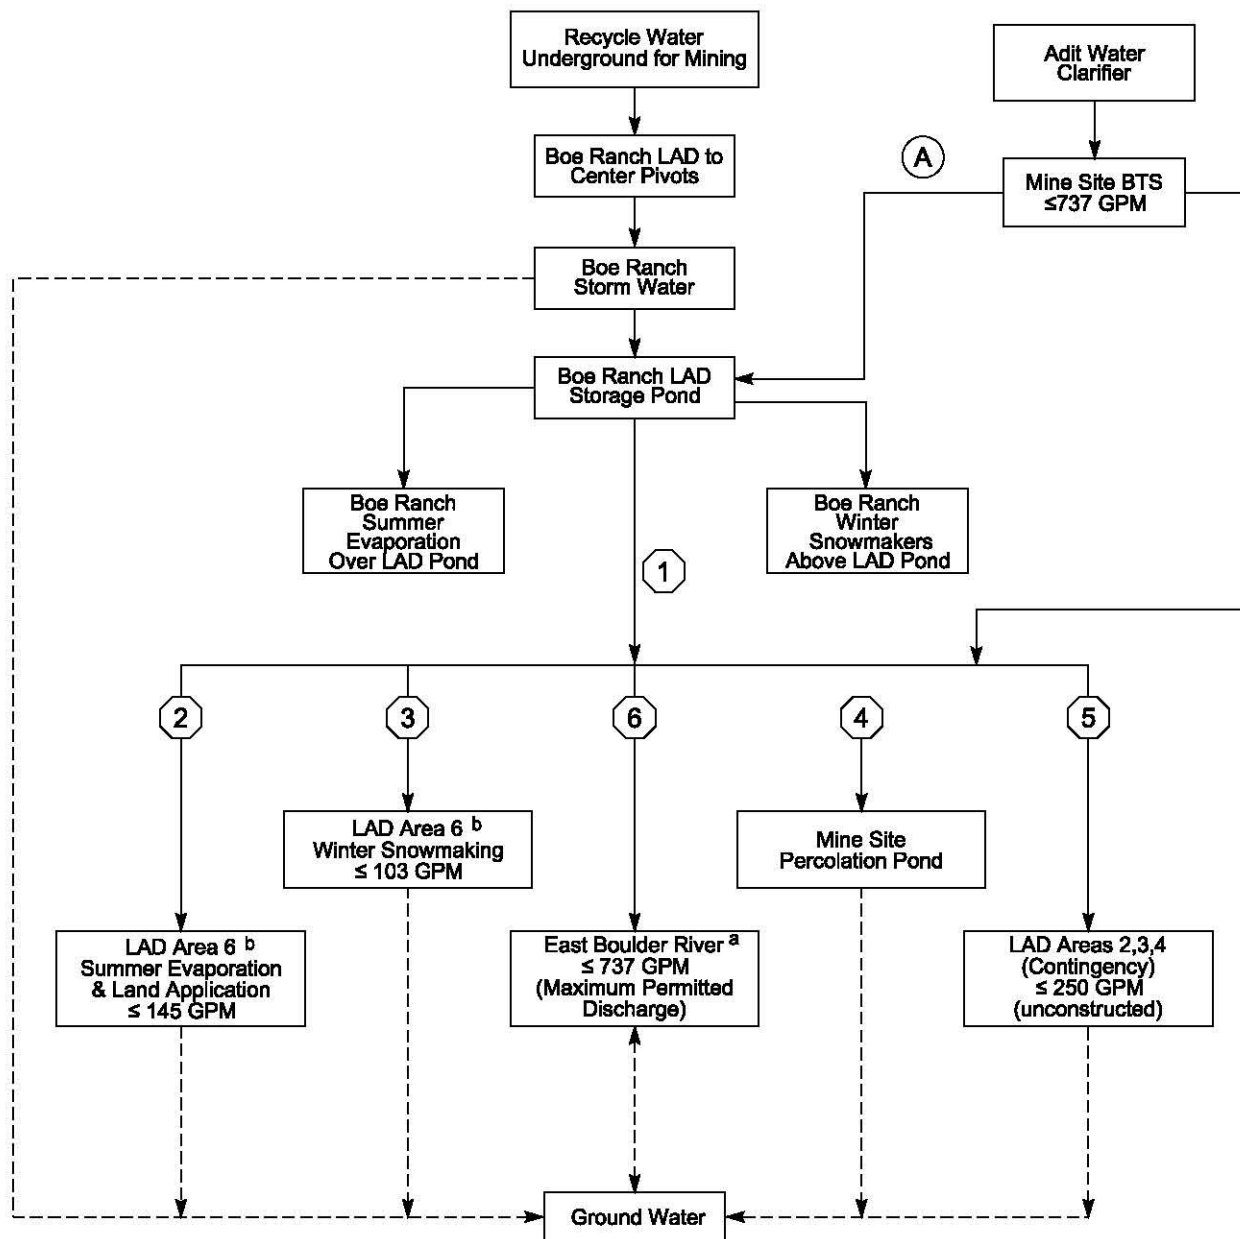 Recycle Water
Underground for Mining
Adit Water
Clarifier
Boe Ranch LAD to
Center Pivots
A
Mine Site BTS
≤737 GPM
Boe Ranch
Storm Water
Boe Ranch LAD
Storage Pond
Boe Ranch
Summer
Evaporation
Over LAD Pond
Boe Ranch
Winter
Snowmakers
Above LAD Pond
1
2
3
6
4
5
LAD Area 6 b
Winter Snowmaking
≤ 103 GPM
Mine Site
Percolation Pond
LAD Area 6 b
Summer Evaporation
& Land Application
≤ 145 GPM
East Boulder River a
≤ 737 GPM
(Maximum Permitted
Discharge)
LAD Areas 2,3,4
(Contingency)
≤ 250 GPM
(unconstructed)
Ground Water